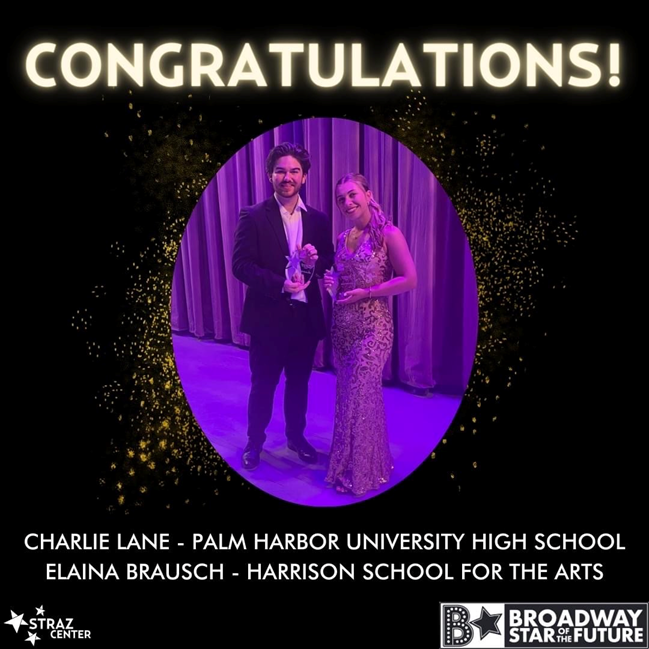 CONGRATULATIONS!
CHARLIE LANE - PALM HARBOR UNIVERSITY HIGH SCHOOL
ELAINA BRAUSCH - HARRISON SCHOOL FOR THE ARTS
STRAZ
CENTER
B
BROADWAY
STAR OF THE FUTURE